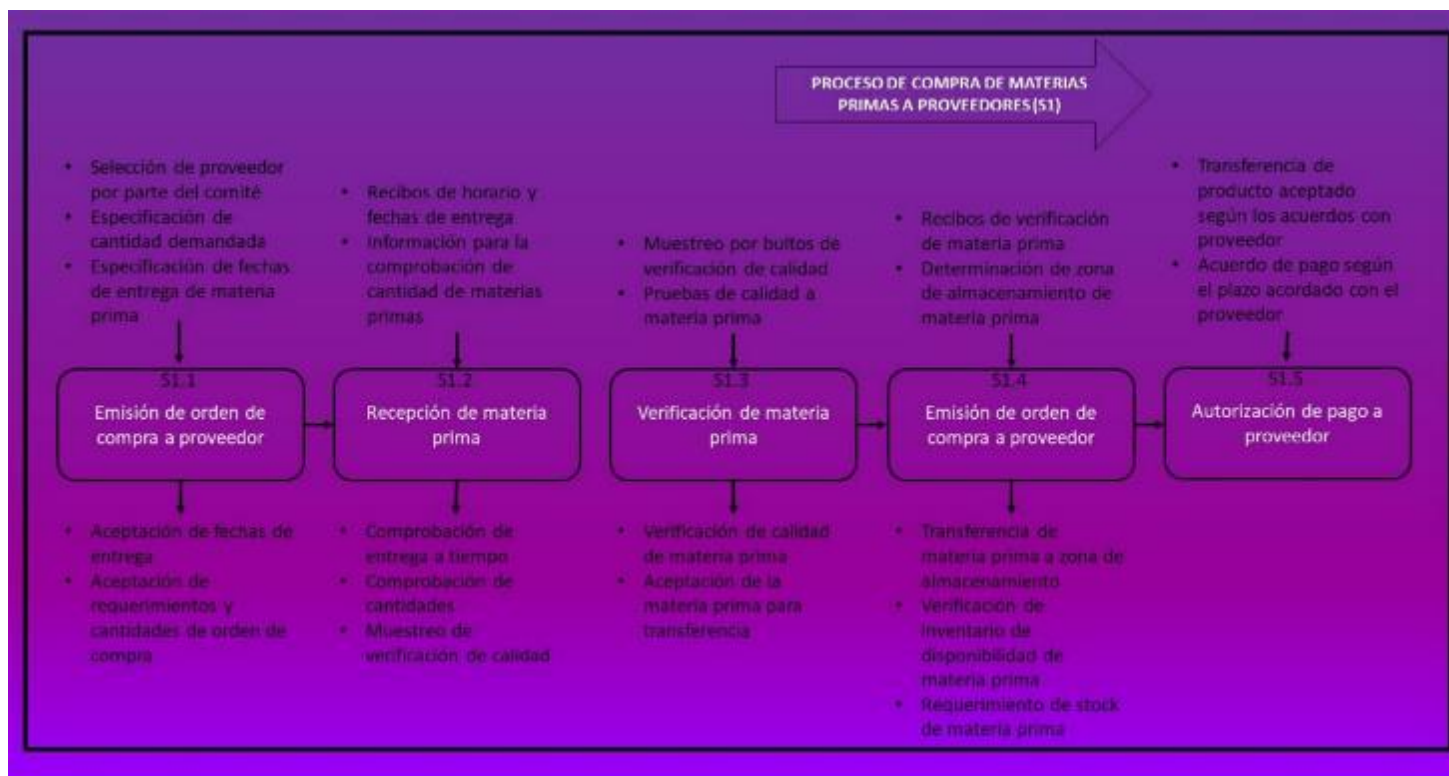 PROCESO DE COMPRA DE MATERIAS
PRIMAS A PROVEEDORES(S1)
• Selección de proveedor
por parte del comité
• Especificación de
cantidad demandada
• Especificación de fechas
de entrega de materia
prima
• Recibos de horario y
fechas de entrega
• Información para la
comprobación de
cantidad de materias
primas
• Muestreo por bultos de
verificación de calidad
• Pruebas de calidad a
materia prima
• Recibos de verificación
de materia prima
• Determinación de zona
de almacenamiento de
materia prima
• Transferencia de
producto aceptado
según los acuerdos con
proveedor
• Acuerdo de pago según
el plazo acordado con el
proveedor
S1.1
Emisión de orden de
compra a proveedor
S1.2
Recepción de materia
prima
S1.3
Verificación de materia
prima
S1.4
Emisión de orden de
compra a proveedor
S1.5
Autorización de pago a
proveedor
• Aceptación de fechas de
entrega
• Aceptación de
requerimientos y
cantidades de orden de
compra
• Comprobación de
entrega a tiempo
• Comprobación de
cantidades
• Muestreo de
verificación de calidad
• Verificación de calidad
de materia prima
• Aceptación de la
materia prima para
transferencia
• Transferencia de
materia prima a zona de
almacenamiento
• Verificación de
inventario de
disponibilidad de
materia prima
• Requerimiento de stock
de materia prima